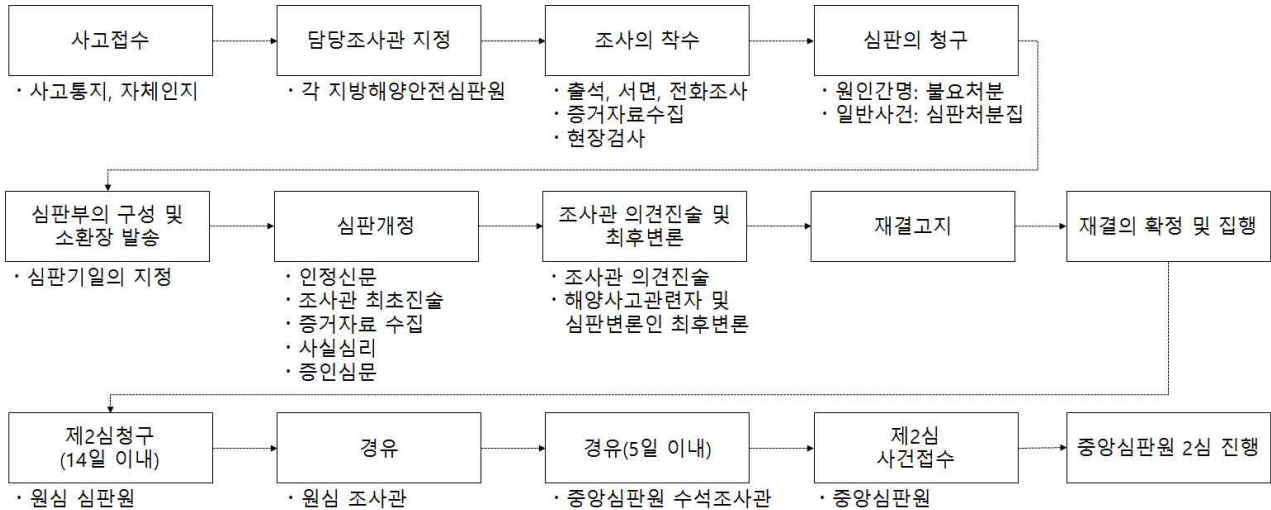 사고접수
· 사고통지, 자체인지
담당조사관 지정
· 각 지방해양안전심판원
조사의 착수
· 출석, 서면, 전화조사
· 증거자료수집
· 현장검사
심판의 청구
· 원인간명: 불요처분
· 일반사건: 심판처분집
심판부의 구성 및
소환장 발송
· 심판기일의 지정
심판개정
· 인정신문
· 조사관 최초진술
· 증거자료 수집
· 사실심리
· 증인심문
조사관 의견진술 및
최후변론
· 조사관 의견진술
· 해양사고관련자 및
심판변론인 최후변론
재결고지
재결의 확정 및 집행
제2심청구
(14일 이내)
· 원심 심판원
경유
· 원심 조사관
경유(5일 이내)
· 중앙심판원 수석조사관
제2심
사건접수
· 중앙심판원
중앙심판원 2심 진행